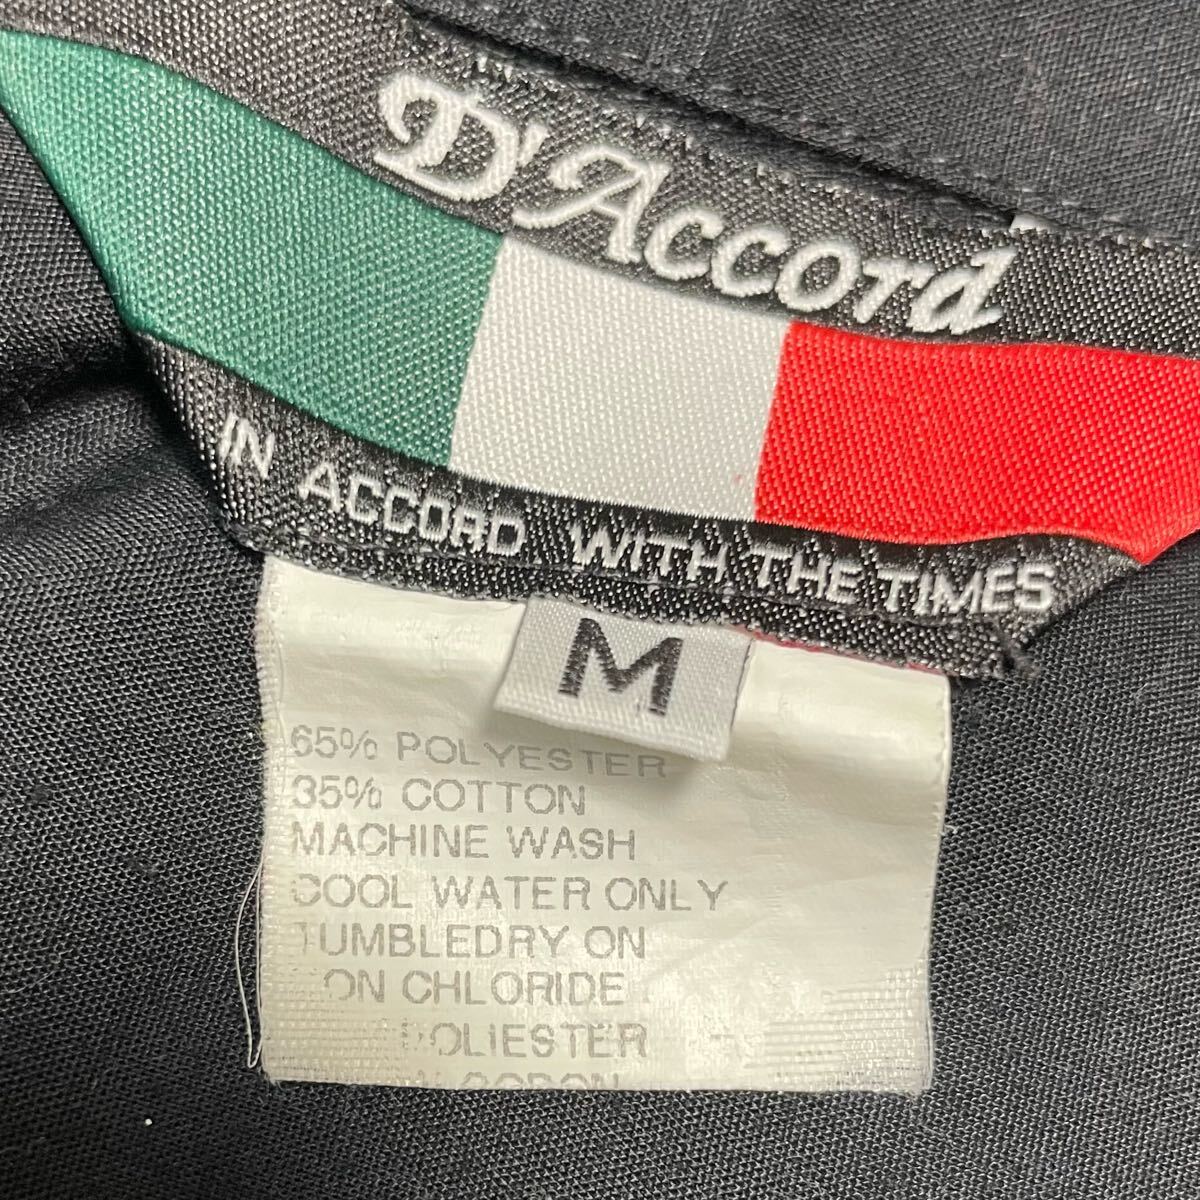 D'Accord
IN ACCORD WITH THE TIMES
M
65% POLYESTER
35% COTTON
MACHINE WASH
COOL WATER ONLY
TUMBLEDRY ON
ON CHLORIDE
POLIESTER